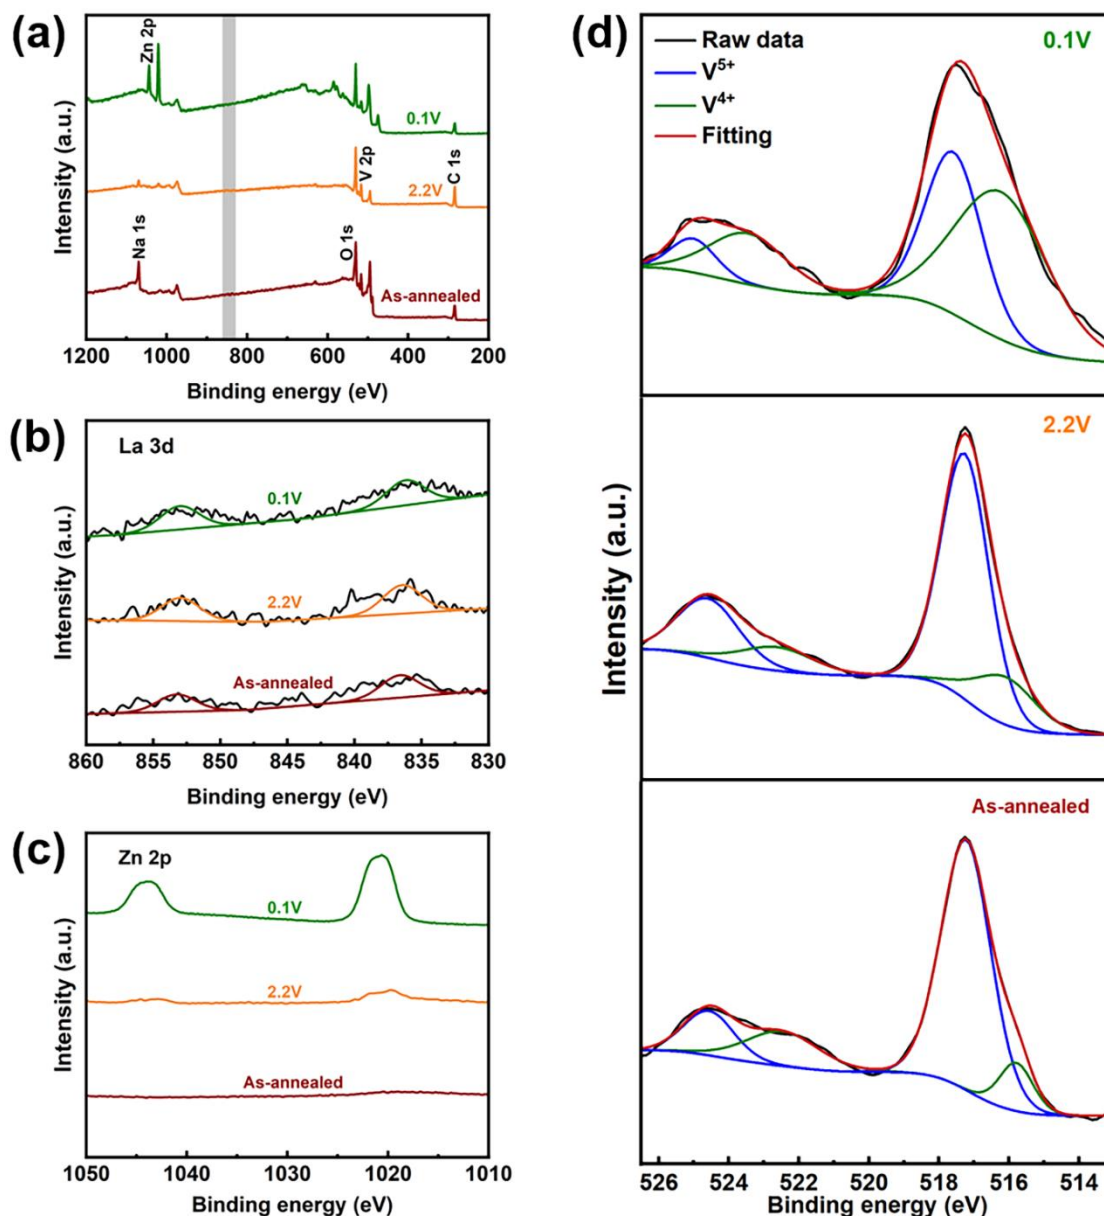 (a)
Zn 2p
0.1V
2.2V
V 2p
C 1s
Na 1s
O 1s
As-annealed
Intensity (a.u.)
1200 1000 800 600 400 200
Binding energy (eV)
(b)
La 3d
0.1V
2.2V
As-annealed
Intensity (a.u.)
860 855 850 845 840 835 830
Binding energy (eV)
(c)
Zn 2p
0.1V
2.2V
As-annealed
Intensity (a.u.)
1050 1040 1030 1020 1010
Binding energy (eV)
(d)
Raw data
V⁵⁺
V⁴⁺
Fitting
0.1V
2.2V
As-annealed
Intensity (a.u.)
526 524 522 520 518 516 514
Binding energy (eV)